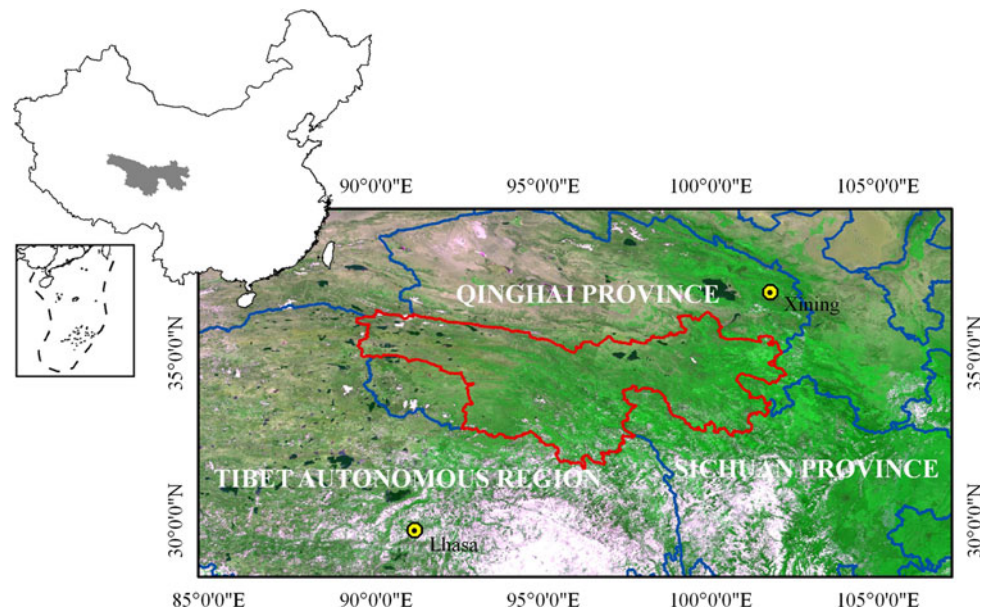 90°0'0"E 95°0'0"E 100°0'0"E 105°0'0"E
QINGHAI PROVINCE
Xining
35°0'0"N
35°0'0"N
TIBET AUTONOMOUS REGION
SICHUAN PROVINCE
30°0'0"N
30°0'0"N
Lhasa
85°0'0"E 90°0'0"E 95°0'0"E 100°0'0"E 105°0'0"E